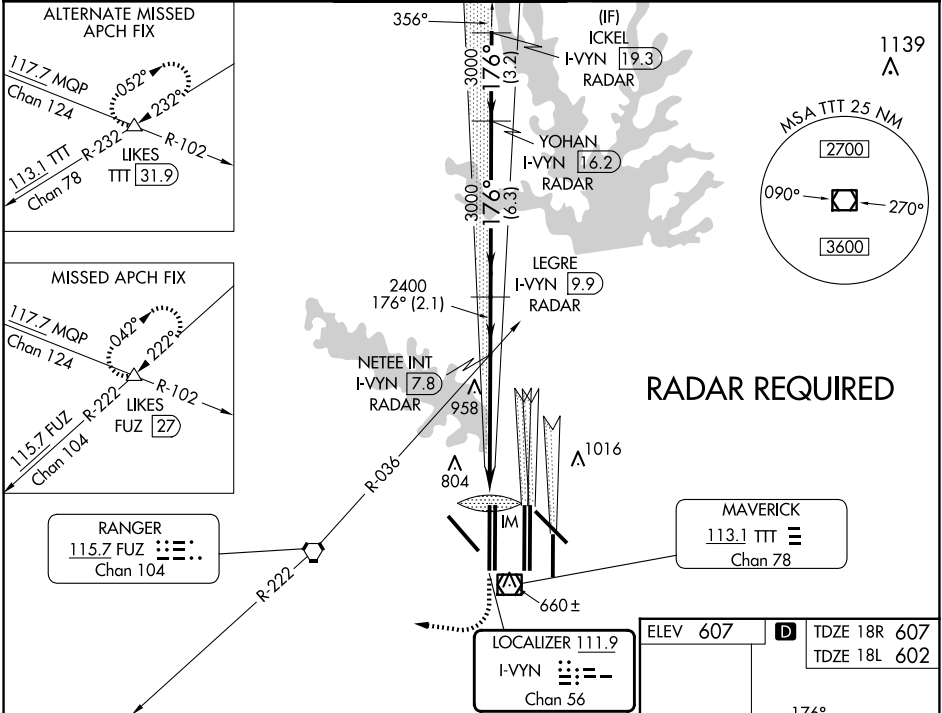 ALTERNATE MISSED
APCH FIX
117.7 MQP
Chan 124
052°
232°
R-102
R-232
LIKES
TTT 31.9
113.1 TTT
Chan 78
MISSED APCH FIX
117.7 MQP
Chan 124
042°
222°
R-102
R-222
LIKES
FUZ 27
115.7 FUZ
Chan 104
356°
3000
176°
(3.2)
(IF)
ICKEL
I-VYN 19.3
RADAR
YOHAN
I-VYN 16.2
RADAR
3000
176°
(6.3)
LEGRE
I-VYN 9.9
RADAR
2400
176° (2.1)
NETEE INT
I-VYN 7.8
RADAR
958
804
1016
1139
MSA TTT 25 NM
2700
090°
270°
3600
RADAR REQUIRED
R-036
R-222
RANGER
115.7 FUZ
Chan 104
IM
MAVERICK
113.1 TTT
Chan 78
660±
LOCALIZER 111.9
I-VYN
Chan 56
ELEV 607
D
TDZE 18R 607
TDZE 18L 602
176°